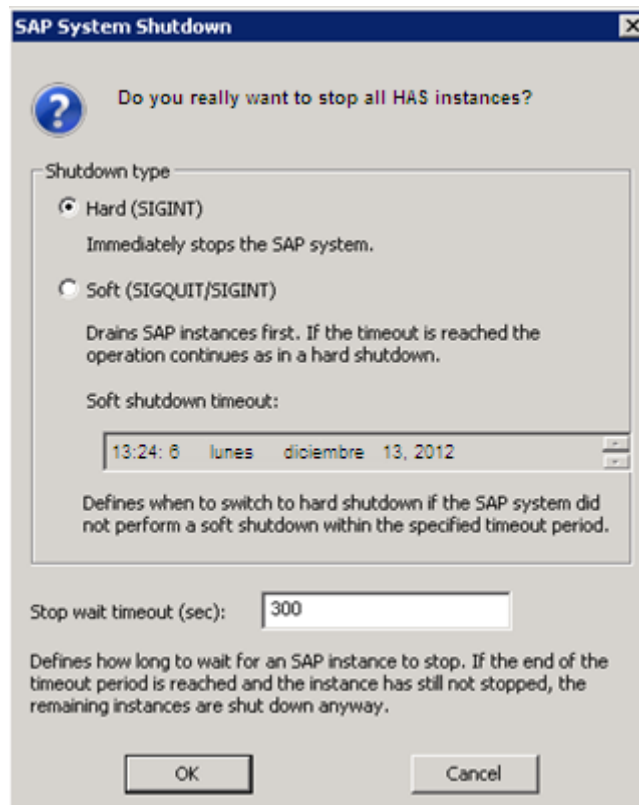 SAP System Shutdown
Do you really want to stop all HAS instances?
Shutdown type
Hard (SIGINT)
Immediately stops the SAP system.
Soft (SIGQUIT/SIGINT)
Drains SAP instances first. If the timeout is reached the
operation continues as in a hard shutdown.
Soft shutdown timeout:
13:24: 6 lunes diciembre 13, 2012
Defines when to switch to hard shutdown if the SAP system did
not perform a soft shutdown within the specified timeout period.
Stop wait timeout (sec): 300
Defines how long to wait for an SAP instance to stop. If the end of the
timeout period is reached and the instance has still not stopped, the
remaining instances are shut down anyway.
OK Cancel